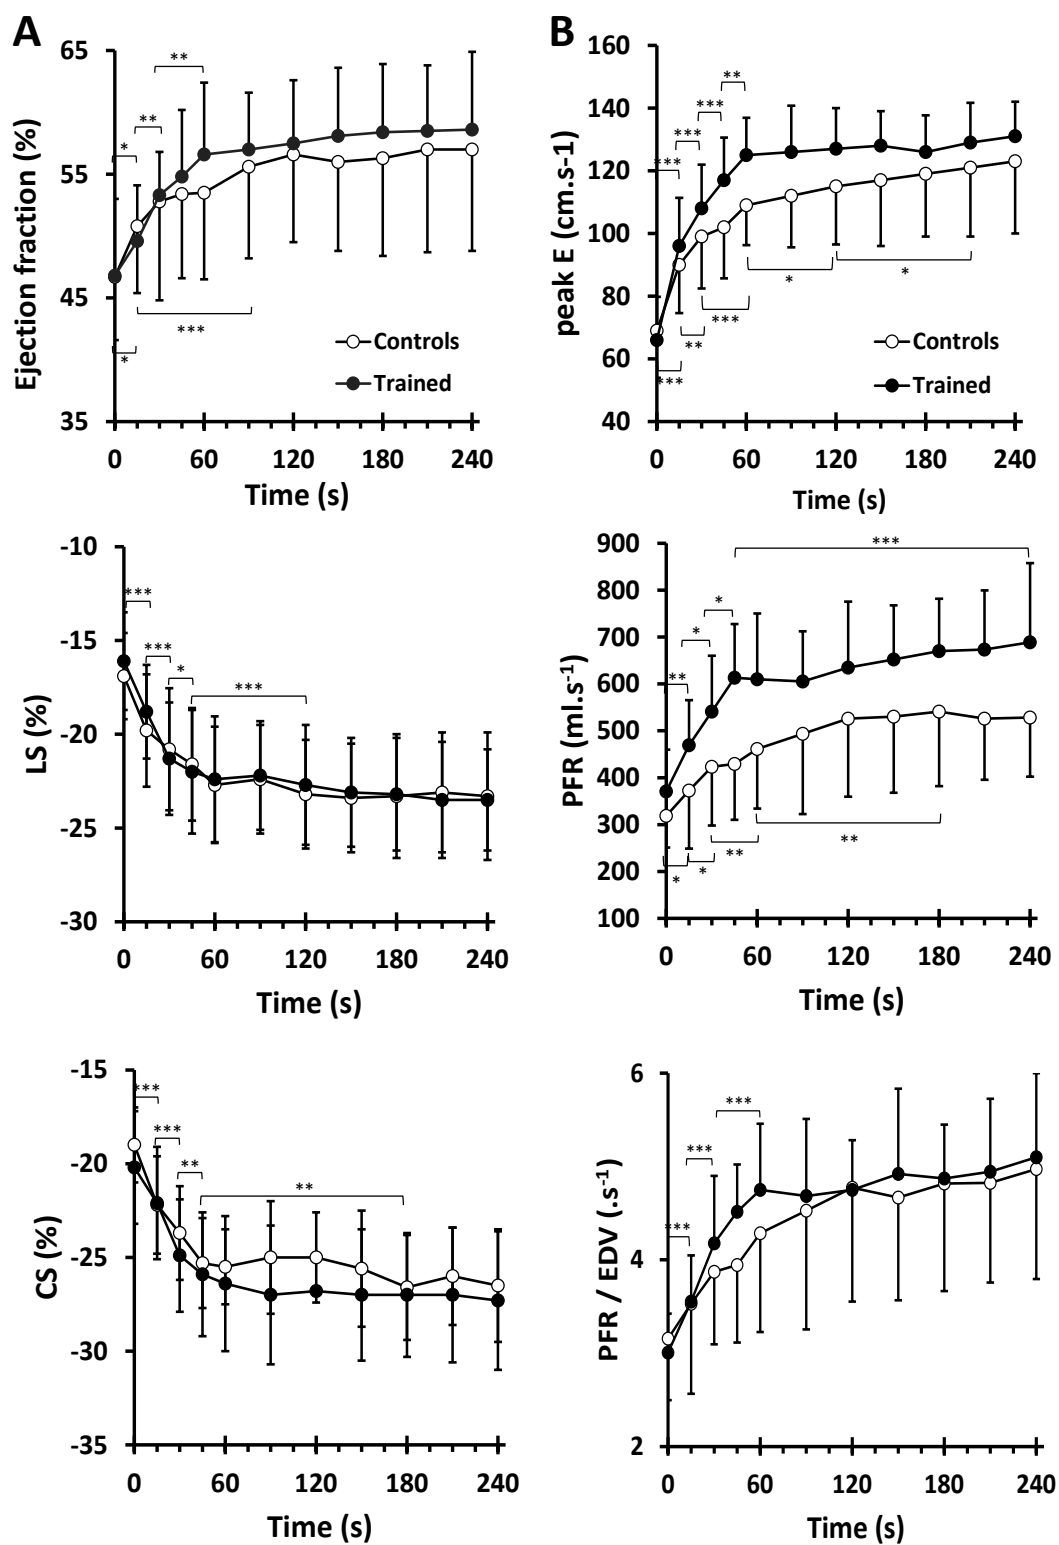 A
Ejection fraction (%)
65
55
45
35
*
**
**
***
*
Controls
Trained
0 60 120 180 240
Time (s)
B
peak E (cm.s-1)
160
140
120
100
80
60
40
***
***
***
**
*
*
***
**
***
Controls
Trained
0 60 120 180 240
Time (s)
LS (%)
-10
-15
-20
-25
-30
***
***
*
***
0 60 120 180 240
Time (s)
PFR (ml.s-1)
900
800
700
600
500
400
300
200
100
***
*
*
**
**
**
*
*
0 60 120 180 240
Time (s)
CS (%)
-15
-20
-25
-30
-35
***
***
**
**
0 60 120 180 240
Time (s)
PFR / EDV (.s-1)
6
4
2
***
***
***
0 60 120 180 240
Time (s)